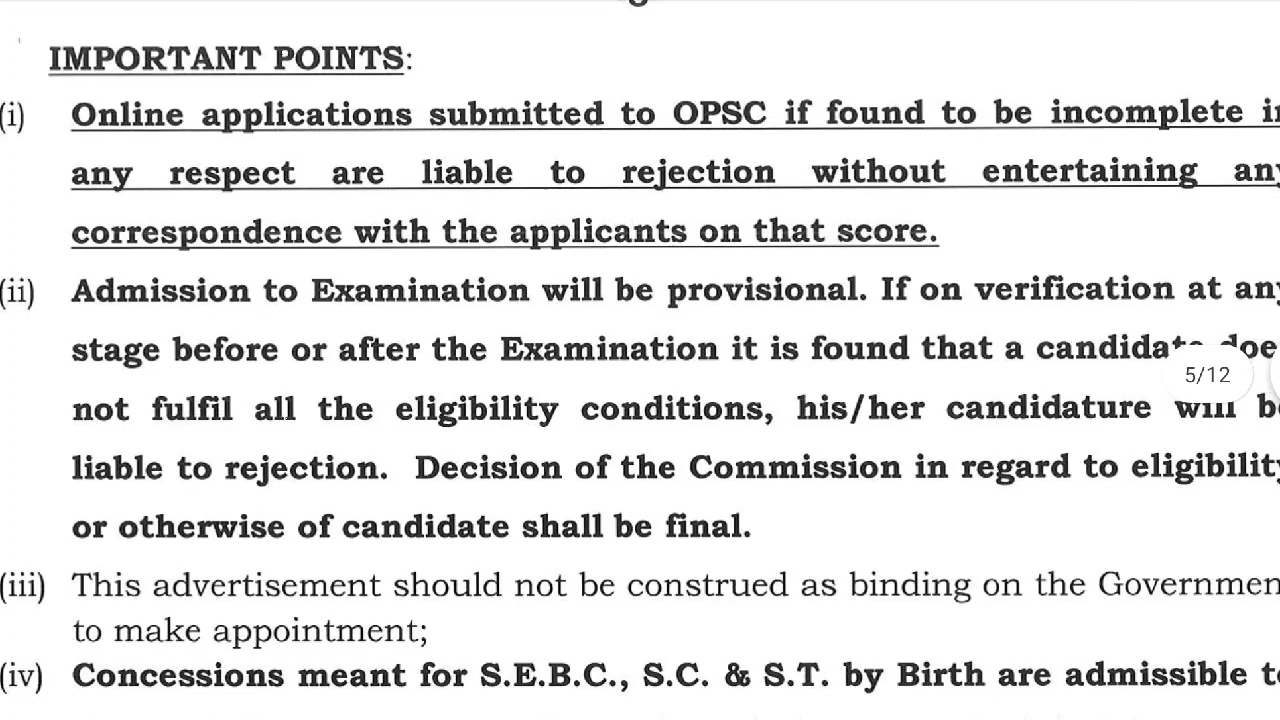 IMPORTANT POINTS:
(i) Online applications submitted to OPSC if found to be incomplete
any respect are liable to rejection without entertaining
correspondence with the applicants on that score.
(ii) Admission to Examination will be provisional. If on verification at
stage before or after the Examination it is found that a candidate
5/12
not fulfil all the eligibility conditions, his/her candidature will
liable to rejection. Decision of the Commission in regard to eligibility
or otherwise of candidate shall be final.
(iii) This advertisement should not be construed as binding on the
to make appointment;
(iv) Concessions meant for S.E.B.C., S.C. & S.T. by Birth are admissible